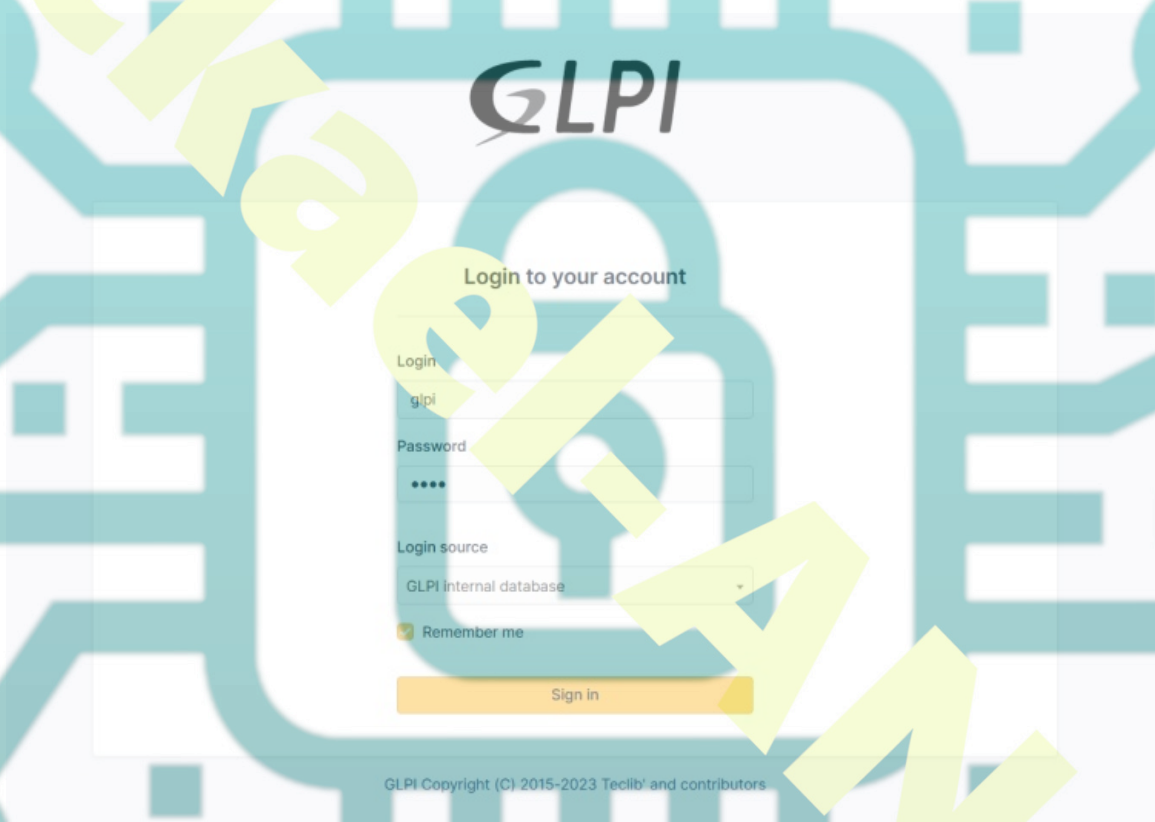 GLPI
Login to your account
Login
glpi
Password
••••
Login source
GLPI internal database
Remember me
Sign in
GLPI Copyright (C) 2015-2023 Teclib' and contributors
kael-AN